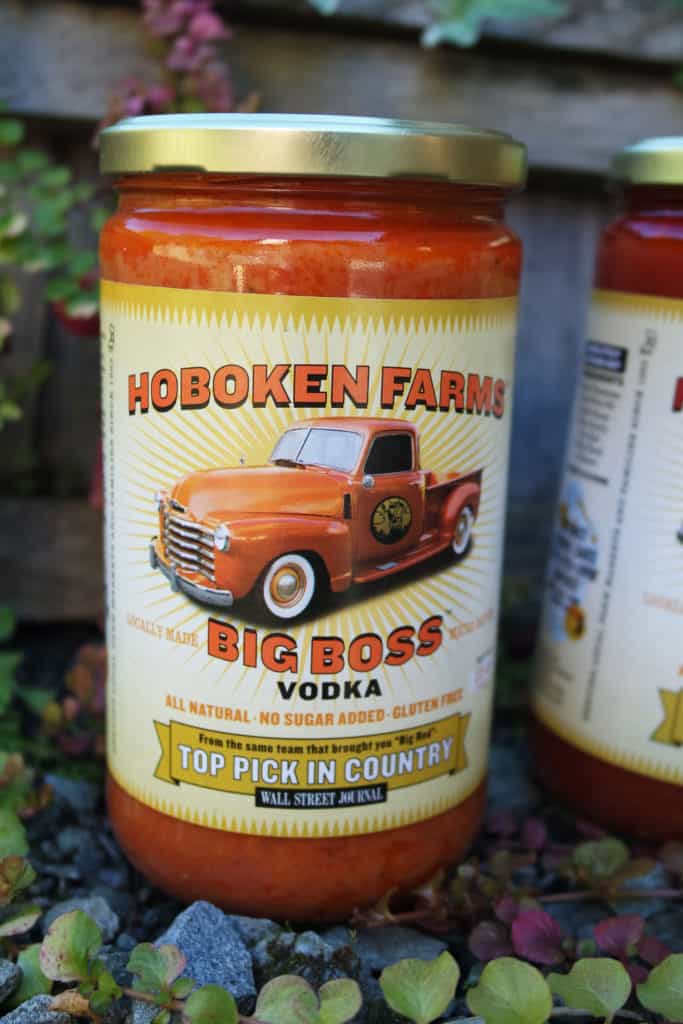 HOBOKEN FARMS
LOCALLY MADE
BIG BOSS™
VODKA
ALL NATURAL · NO SUGAR ADDED · GLUTEN FREE
From the same team that brought you "Big Red".
TOP PICK IN COUNTRY
WALL STREET JOURNAL